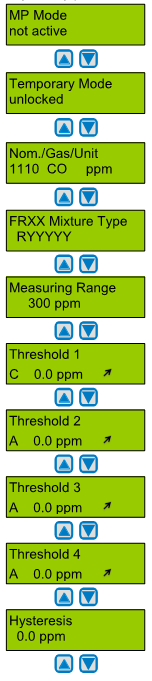 MP Mode
not active
Temporary Mode
unlocked
Nom./Gas/Unit
1110 CO ppm
FRXX Mixture Type
RYYYYY
Measuring Range
300 ppm
Threshold 1
C 0.0 ppm
Threshold 2
A 0.0 ppm
Threshold 3
A 0.0 ppm
Threshold 4
A 0.0 ppm
Hysteresis
0.0 ppm